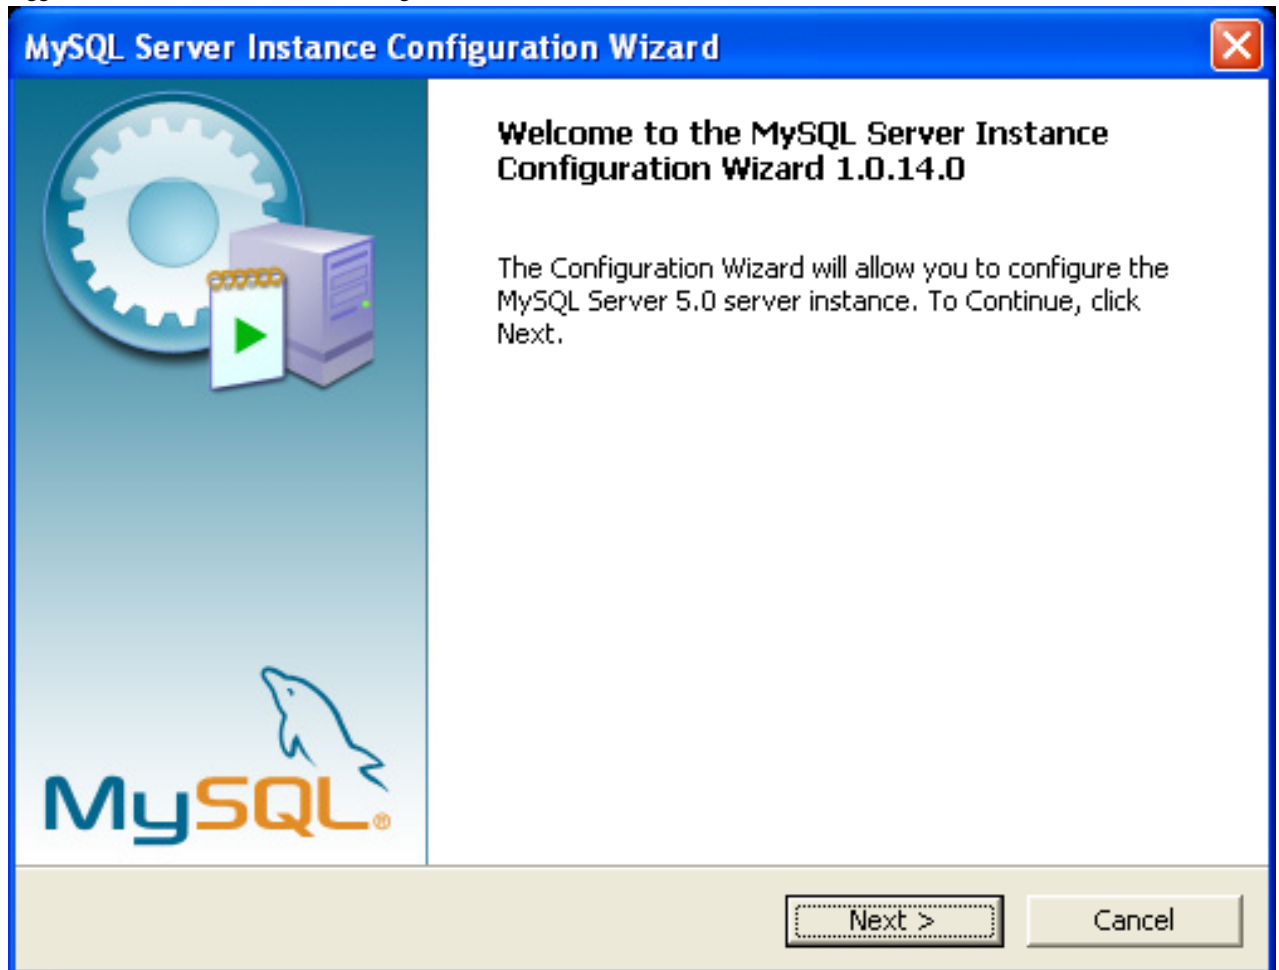 MySQL Server Instance Configuration Wizard
Welcome to the MySQL Server Instance
Configuration Wizard 1.0.14.0
The Configuration Wizard will allow you to configure the
MySQL Server 5.0 server instance. To Continue, click
Next.
MySQL®
Next >
Cancel